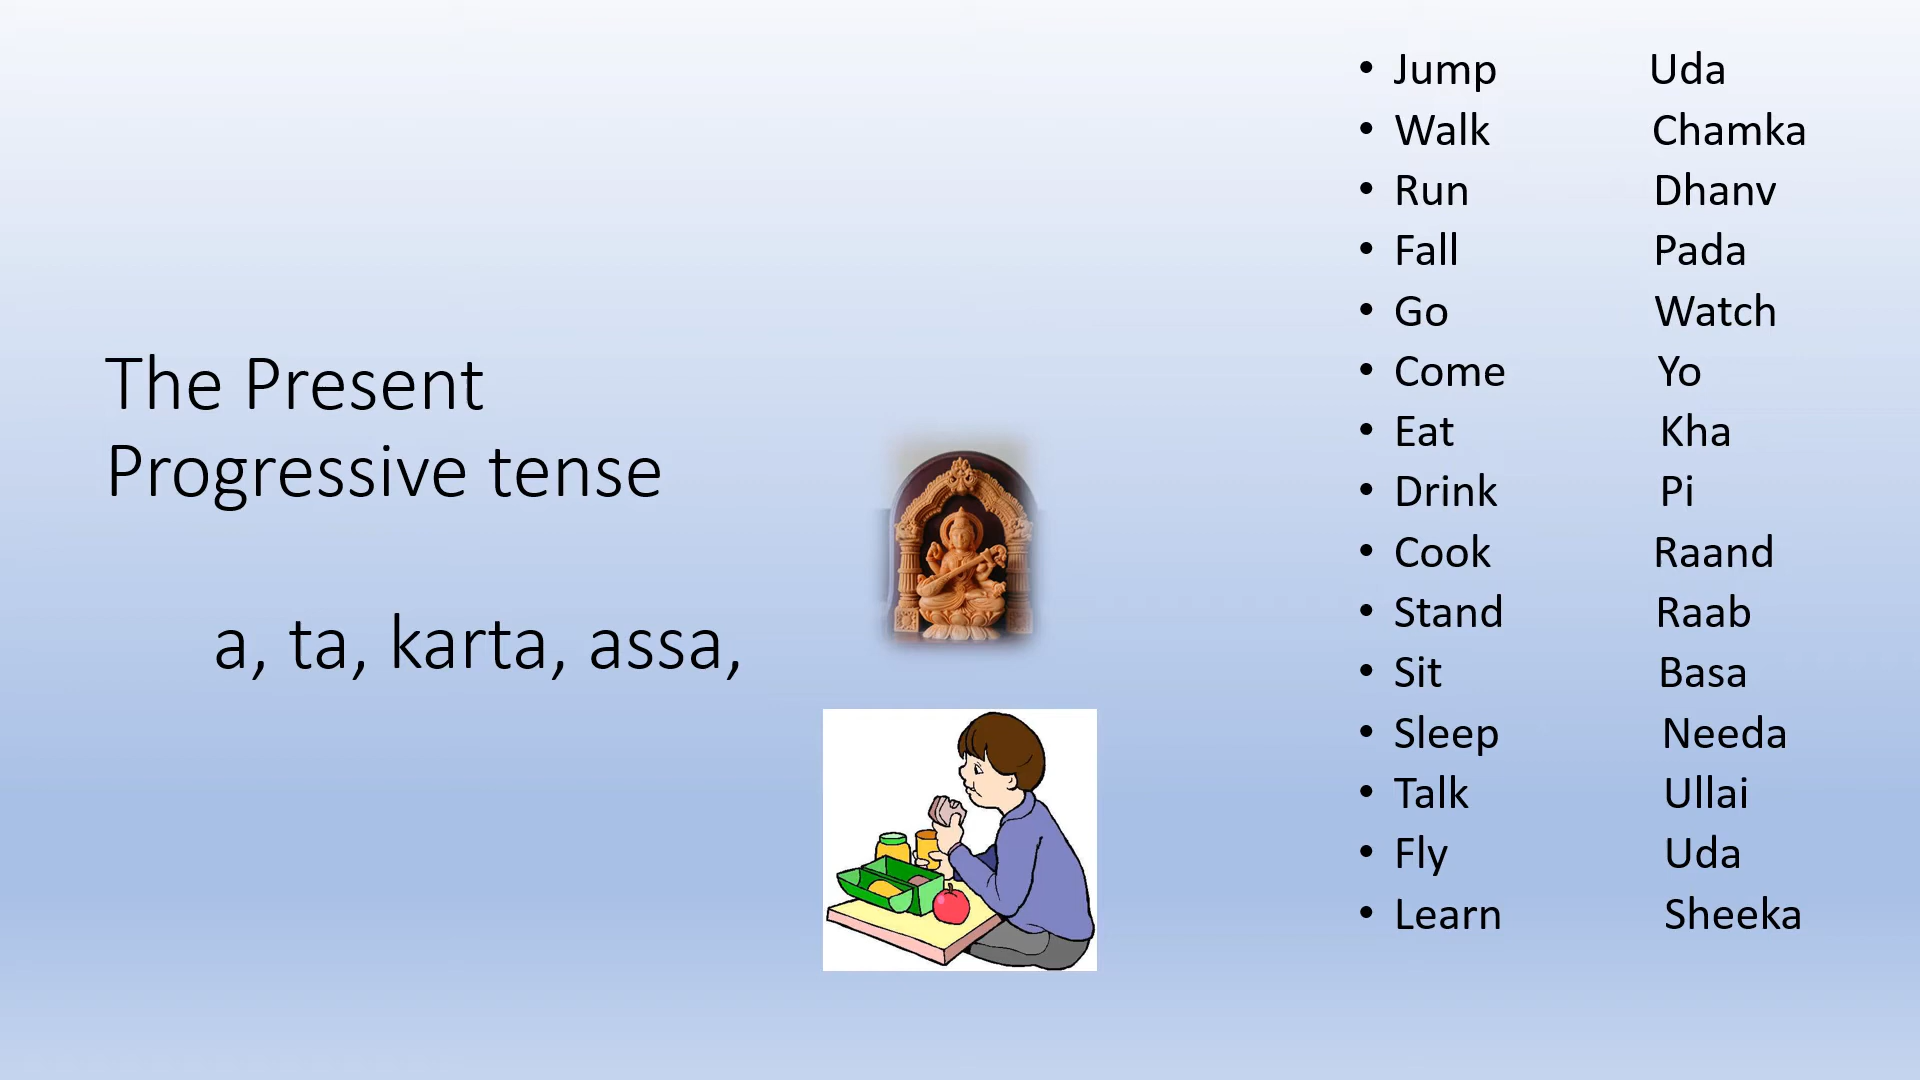 The Present
Progressive tense
a, ta, karta, assa,
• Jump Uda
• Walk Chamka
• Run Dhanv
• Fall Pada
• Go Watch
• Come Yo
• Eat Kha
• Drink Pi
• Cook Raand
• Stand Raab
• Sit Basa
• Sleep Needa
• Talk Ullai
• Fly Uda
• Learn Sheeka